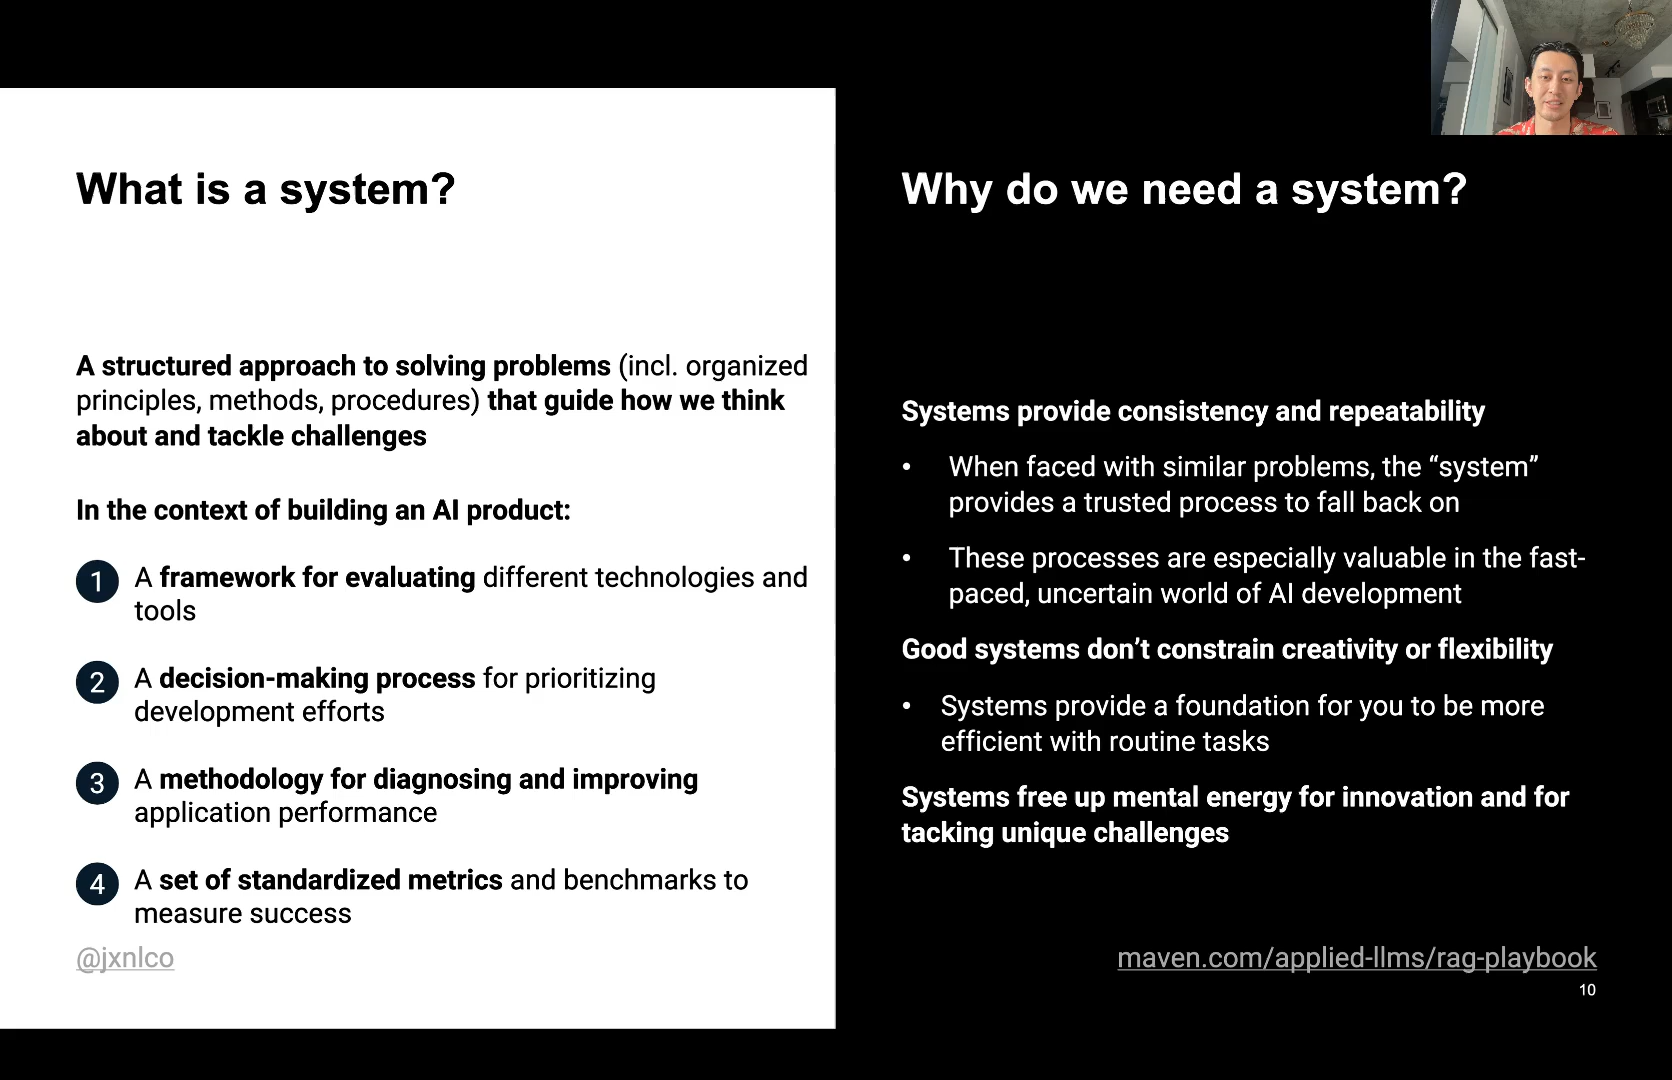 What is a system?
A structured approach to solving problems (incl. organized
principles, methods, procedures) that guide how we think
about and tackle challenges
In the context of building an AI product:
1 A framework for evaluating different technologies and
tools
2 A decision-making process for prioritizing
development efforts
3 A methodology for diagnosing and improving
application performance
4 A set of standardized metrics and benchmarks to
measure success
@jxnlco
Why do we need a system?
Systems provide consistency and repeatability
• When faced with similar problems, the “system”
provides a trusted process to fall back on
• These processes are especially valuable in the fast-
paced, uncertain world of AI development
Good systems don’t constrain creativity or flexibility
• Systems provide a foundation for you to be more
efficient with routine tasks
Systems free up mental energy for innovation and for
tacking unique challenges
maven.com/applied-llms/rag-playbook
10